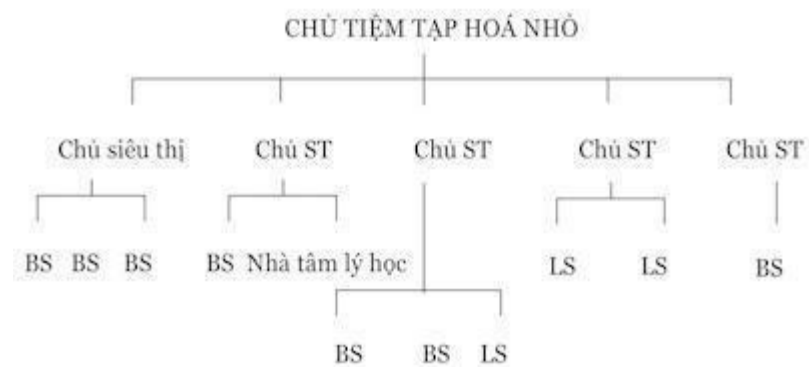 CHỦ TIỆM TẠP HOÁ NHỎ
Chủ siêu thị Chủ ST Chủ ST Chủ ST Chủ ST
BS BS BS BS Nhà tâm lý học LS LS BS
BS BS LS